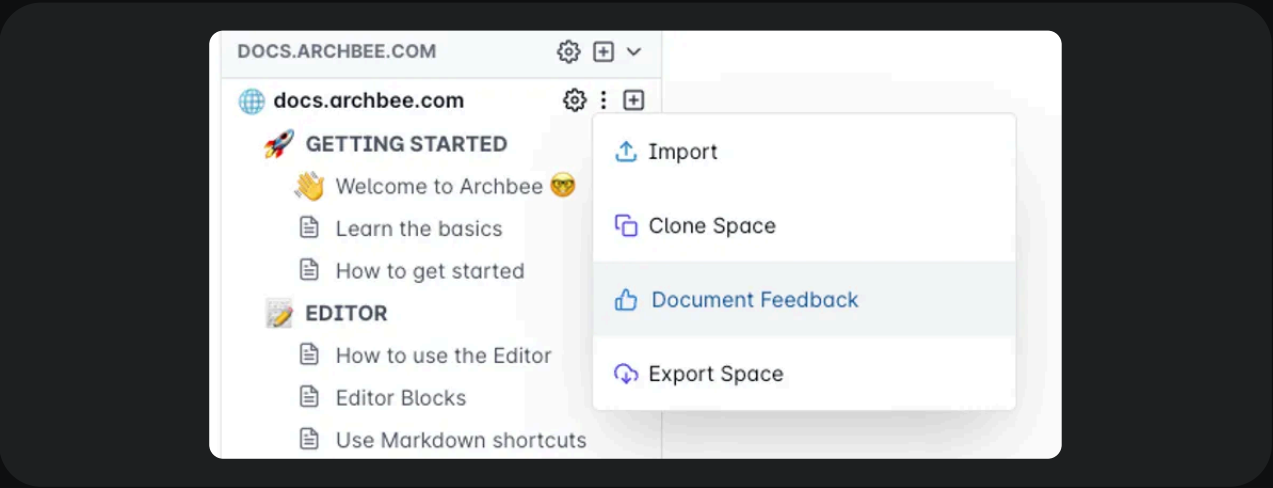 DOCS.ARCHBEE.COM
docs.archbee.com
GETTING STARTED
Welcome to Archbee 🤓
Learn the basics
How to get started
EDITOR
How to use the Editor
Editor Blocks
Use Markdown shortcuts
Import
Clone Space
Document Feedback
Export Space